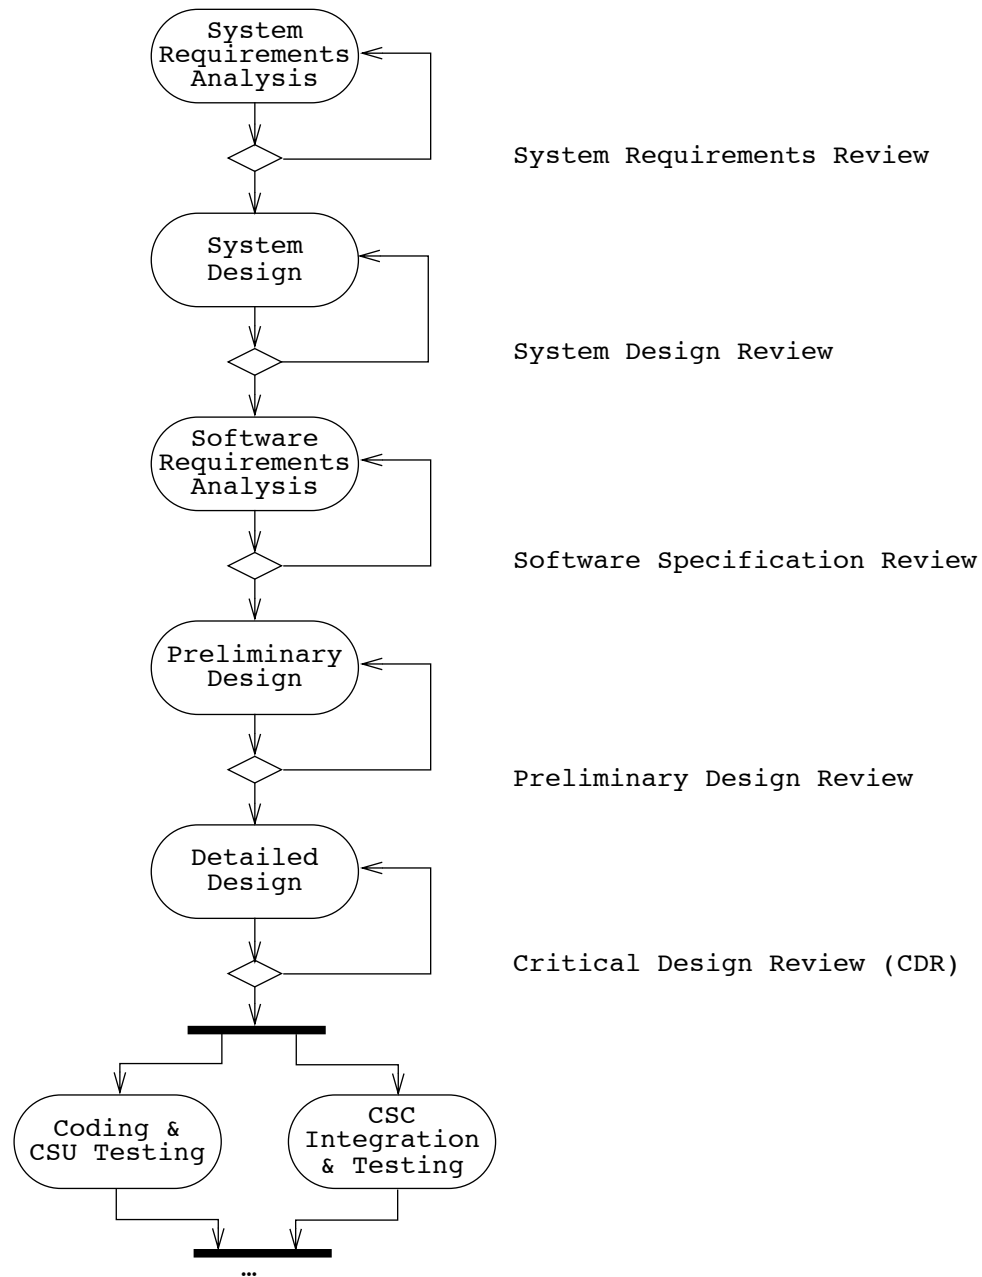 System
Requirements
Analysis
System Requirements Review
System
Design
System Design Review
Software
Requirements
Analysis
Software Specification Review
Preliminary
Design
Preliminary Design Review
Detailed
Design
Critical Design Review (CDR)
Coding &
CSU Testing
CSC
Integration
& Testing
…